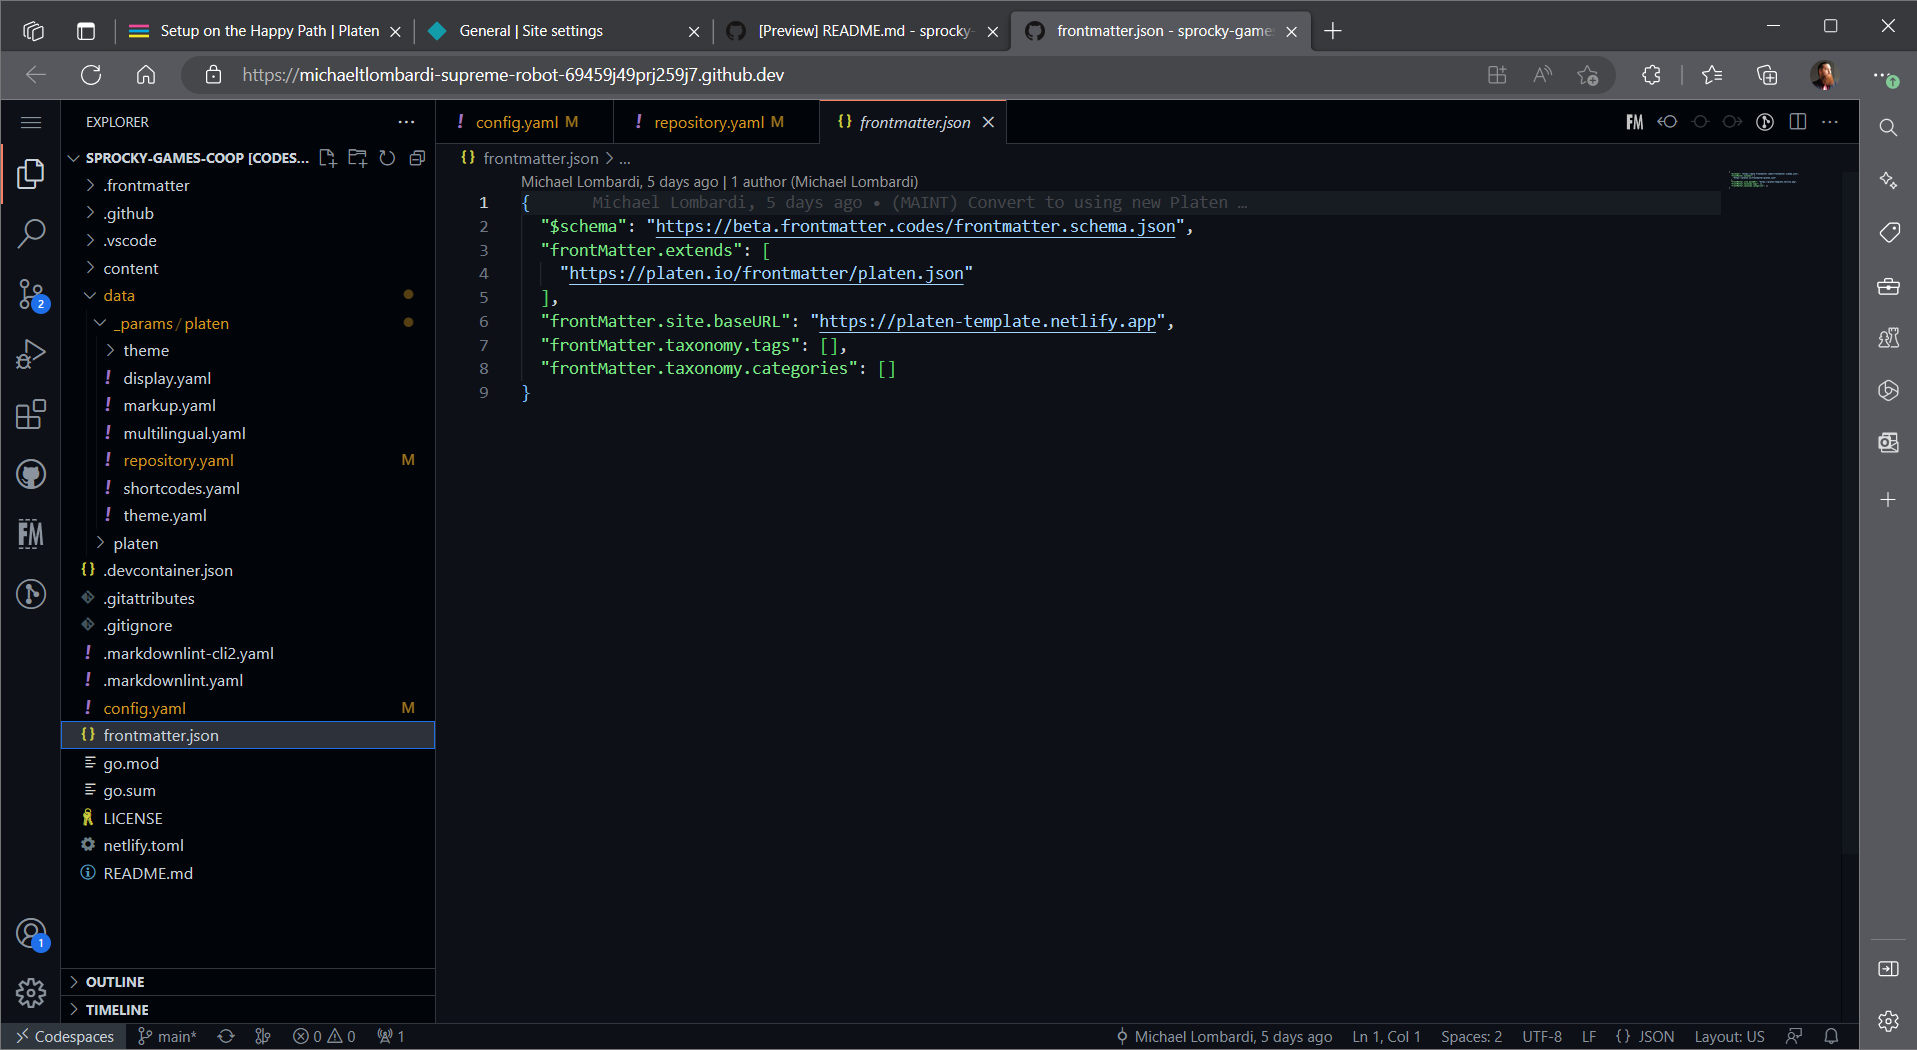 Setup on the Happy Path | Platen
General | Site settings
[Preview] README.md - sprocky-
frontmatter.json - sprocky-games
https://michaeltlombardi-supreme-robot-69459j49prj259j7.github.dev
EXPLORER
SPROCKY-GAMES-COOP [CODES...
.frontmatter
.github
.vscode
content
data
_params / platen
theme
display.yaml
markup.yaml
multilingual.yaml
repository.yaml M
shortcodes.yaml
theme.yaml
platen
.devcontainer.json
.gitattributes
.gitignore
.markdownlint-cli2.yaml
.markdownlint.yaml
config.yaml M
frontmatter.json
go.mod
go.sum
LICENSE
netlify.toml
README.md
OUTLINE
TIMELINE
2
FM
1
config.yaml M
repository.yaml M
frontmatter.json
FM
frontmatter.json > ...
Michael Lombardi, 5 days ago | 1 author (Michael Lombardi)
1 { Michael Lombardi, 5 days ago • (MAINT) Convert to using new Platen …
2 "$schema": "https://beta.frontmatter.codes/frontmatter.schema.json",
3 "frontMatter.extends": [
4 "https://platen.io/frontmatter/platen.json"
5 ],
6 "frontMatter.site.baseURL": "https://platen-template.netlify.app",
7 "frontMatter.taxonomy.tags": [],
8 "frontMatter.taxonomy.categories": []
9 }
Codespaces
main*
0 0
1
Michael Lombardi, 5 days ago
Ln 1, Col 1
Spaces: 2
UTF-8
LF
{ } JSON
Layout: US